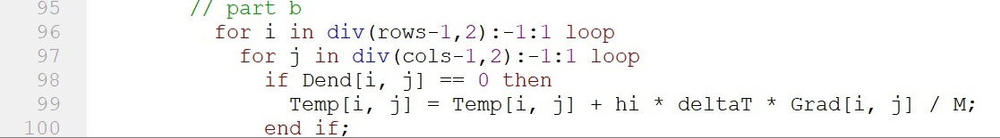 95 // part b
96 for i in div(rows-1,2):-1:1 loop
97 for j in div(cols-1,2):-1:1 loop
98 if Dend[i, j] == 0 then
99 Temp[i, j] = Temp[i, j] + hi * deltaT * Grad[i, j] / M;
100 end if;